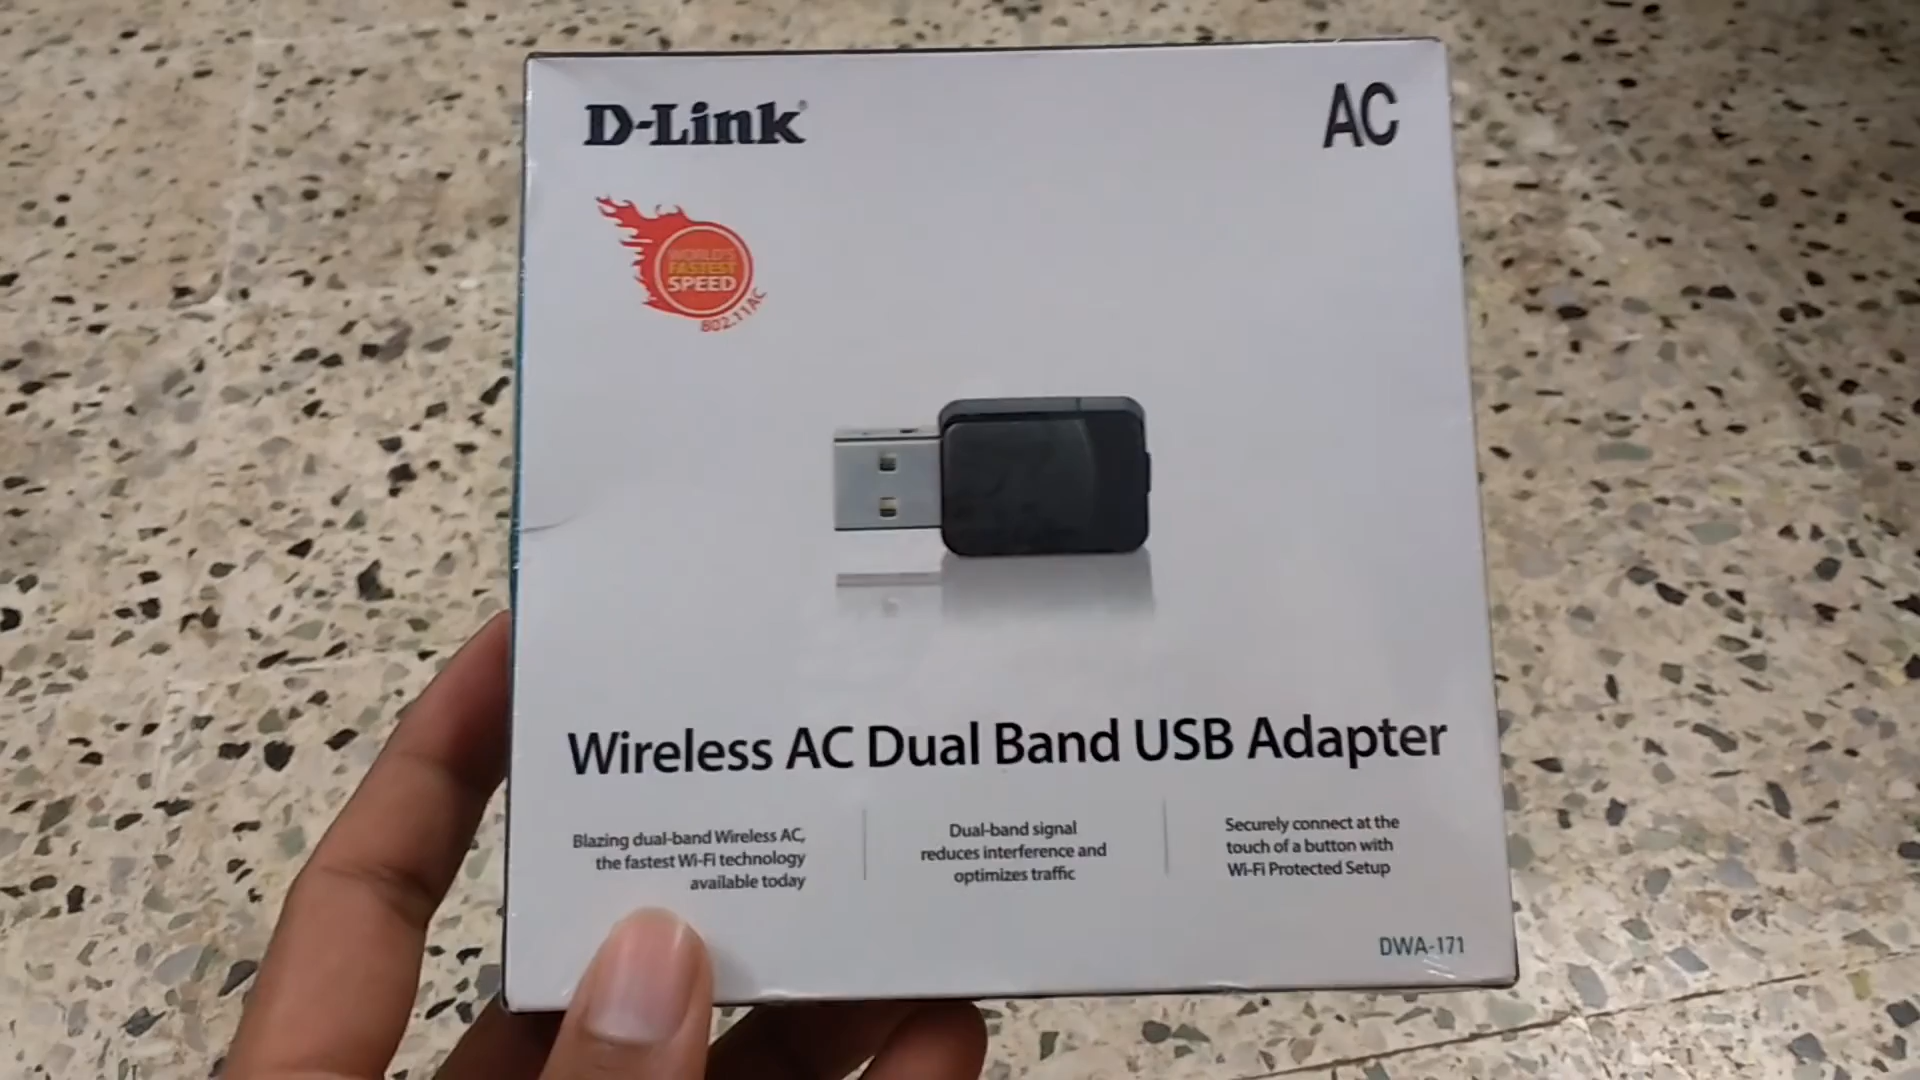 D-Link®
AC
WORLD'S
FASTEST
SPEED
802.11AC
Wireless AC Dual Band USB Adapter
Blazing dual-band Wireless AC,
the fastest Wi-Fi technology
available today
Dual-band signal
reduces interference and
optimizes traffic
Securely connect at the
touch of a button with
Wi-Fi Protected Setup
DWA-171